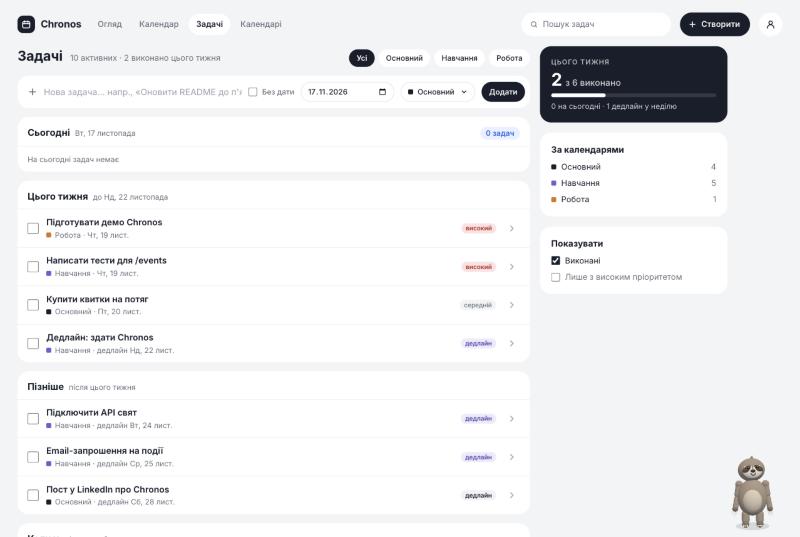 Chronos
Огляд
Календар
Задачі
Календарі
Пошук задач
+ Створити
Задачі 10 активних · 2 виконано цього тижня
Усі
Основний
Навчання
Робота
+ Нова задача… напр., «Оновити README до п'я
Без дати
17.11.2026
Основний
Додати
Сьогодні Вт, 17 листопада
0 задач
На сьогодні задач немає
Цього тижня до Нд, 22 листопада
Підготувати демо Chronos
Робота · Чт, 19 лист.
високий
Написати тести для /events
Навчання · Чт, 19 лист.
високий
Купити квитки на потяг
Основний · Пт, 20 лист.
середній
Дедлайн: здати Chronos
Навчання · дедлайн Нд, 22 лист.
дедлайн
Пізніше після цього тижня
Підключити API свят
Навчання · дедлайн Вт, 24 лист.
дедлайн
Email-запрошення на події
Навчання · дедлайн Ср, 25 лист.
дедлайн
Пост у LinkedIn про Chronos
Основний · дедлайн Сб, 28 лист.
дедлайн
ЦЬОГО ТИЖНЯ
2 з 6 виконано
0 на сьогодні · 1 дедлайн у неділю
За календарями
Основний 4
Навчання 5
Робота 1
Показувати
Виконані
Лише з високим пріоритетом